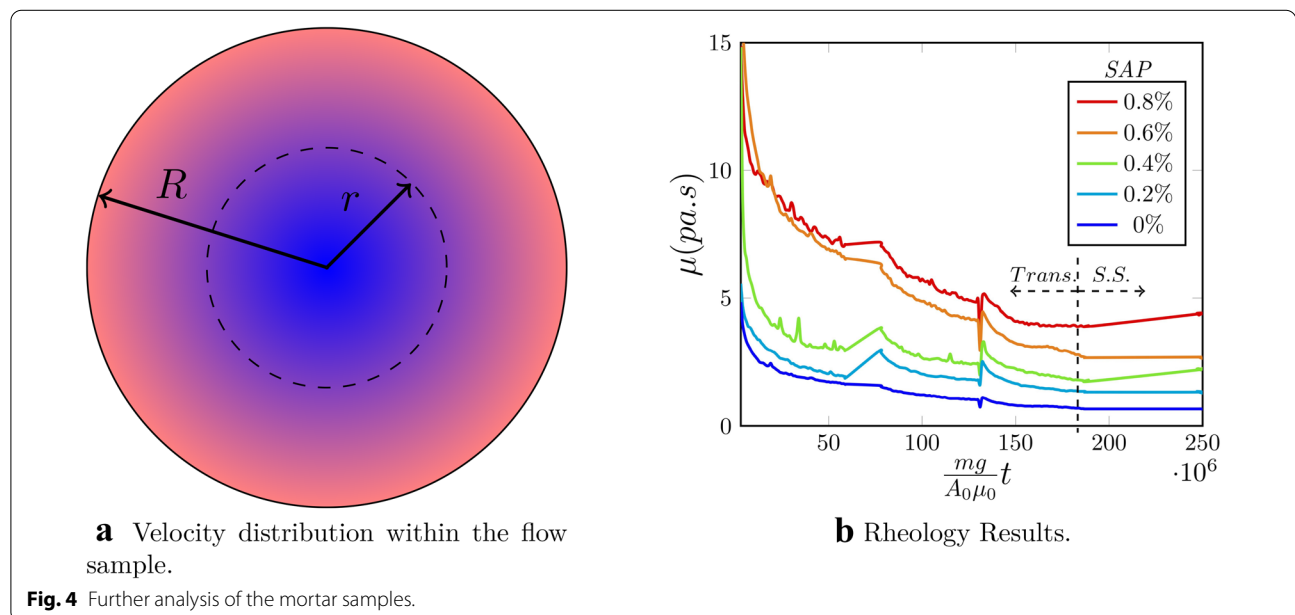 R
r
a Velocity distribution within the flow
sample.
15
10
5
0
μ(pa.s)
SAP
0.8%
0.6%
0.4%
0.2%
0%
Trans. S.S.
50 100 150 200 250
mg/A₀μ₀ t
·10⁶
b Rheology Results.
Fig. 4 Further analysis of the mortar samples.